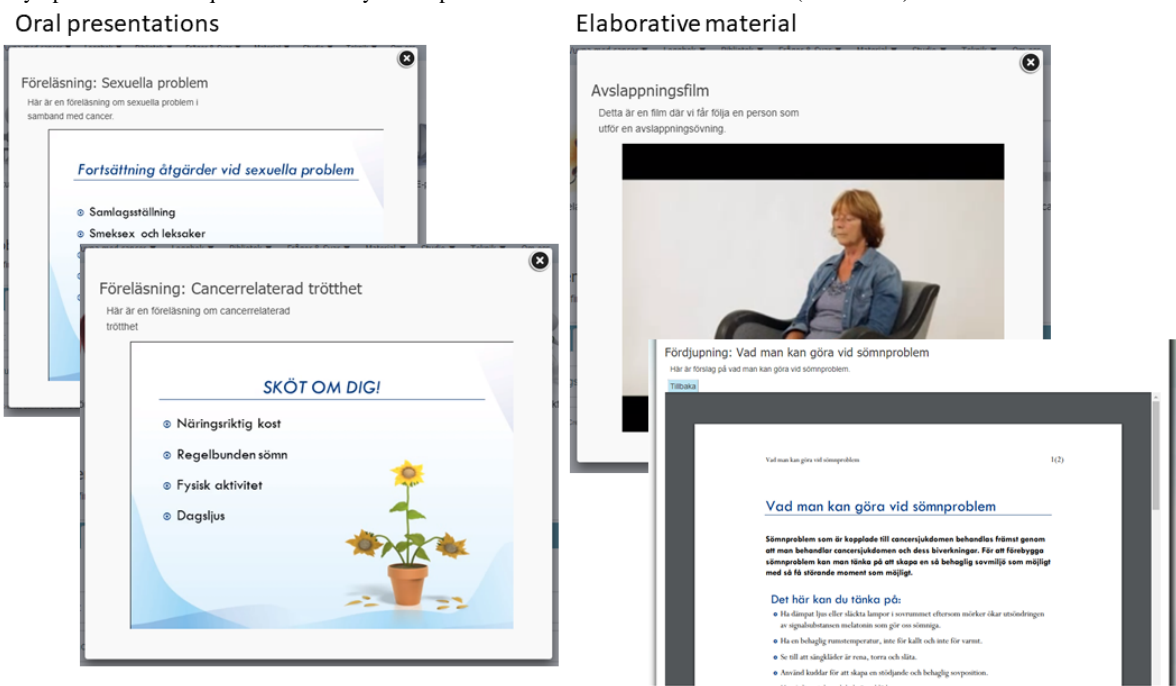 Oral presentations
Föreläsning: Sexuella problem
Här är en föreläsning om sexuella problem i
samband med cancer.
Fortsättning åtgärder vid sexuella problem
Samlagsställning
Smeksex och leksaker
Föreläsning: Cancerrelaterad trötthet
Här är en föreläsning om cancerrelaterad
trötthet
SKÖT OM DIG!
Näringsriktig kost
Regelbunden sömn
Fysisk aktivitet
Dagsljus
Elaborative material
Avslappningsfilm
Detta är en film där vi får följa en person som
utför en avslappningsövning.
Fördjupning: Vad man kan göra vid sömnproblem
Här är förslag på vad man kan göra vid sömnproblem.
Tillbaka
Vad man kan göra vid sömnproblem
1(2)
Vad man kan göra vid sömnproblem
Sömnproblem som är kopplade till cancersjukdomen behandlas främst genom
att man behandlar cancersjukdomen och dess biverkningar. För att förebygga
sömnproblem kan man tänka på att skapa en så behaglig sovmiljö som möjligt
med så få störande moment som möjligt.
Det här kan du tänka på:
Ha dämpat ljus eller släckta lampor i sovrummet eftersom mörker ökar utsöndringen
av signalsubstansen melatonin som gör oss sömniga.
Ha en behaglig rumstemperatur, inte för kallt och inte för varmt.
Se till att sängkläder är rena, torra och släta.
Använd kuddar för att skapa en stödjande och behaglig sovposition.